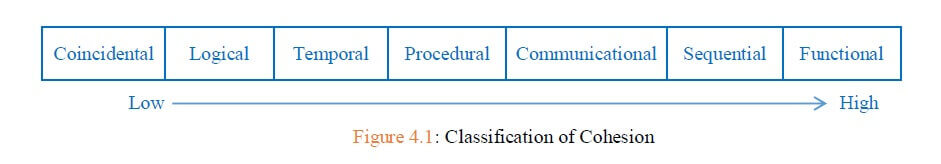 Coincidental Logical Temporal Procedural Communicational Sequential Functional
Low High
Figure 4.1: Classification of Cohesion